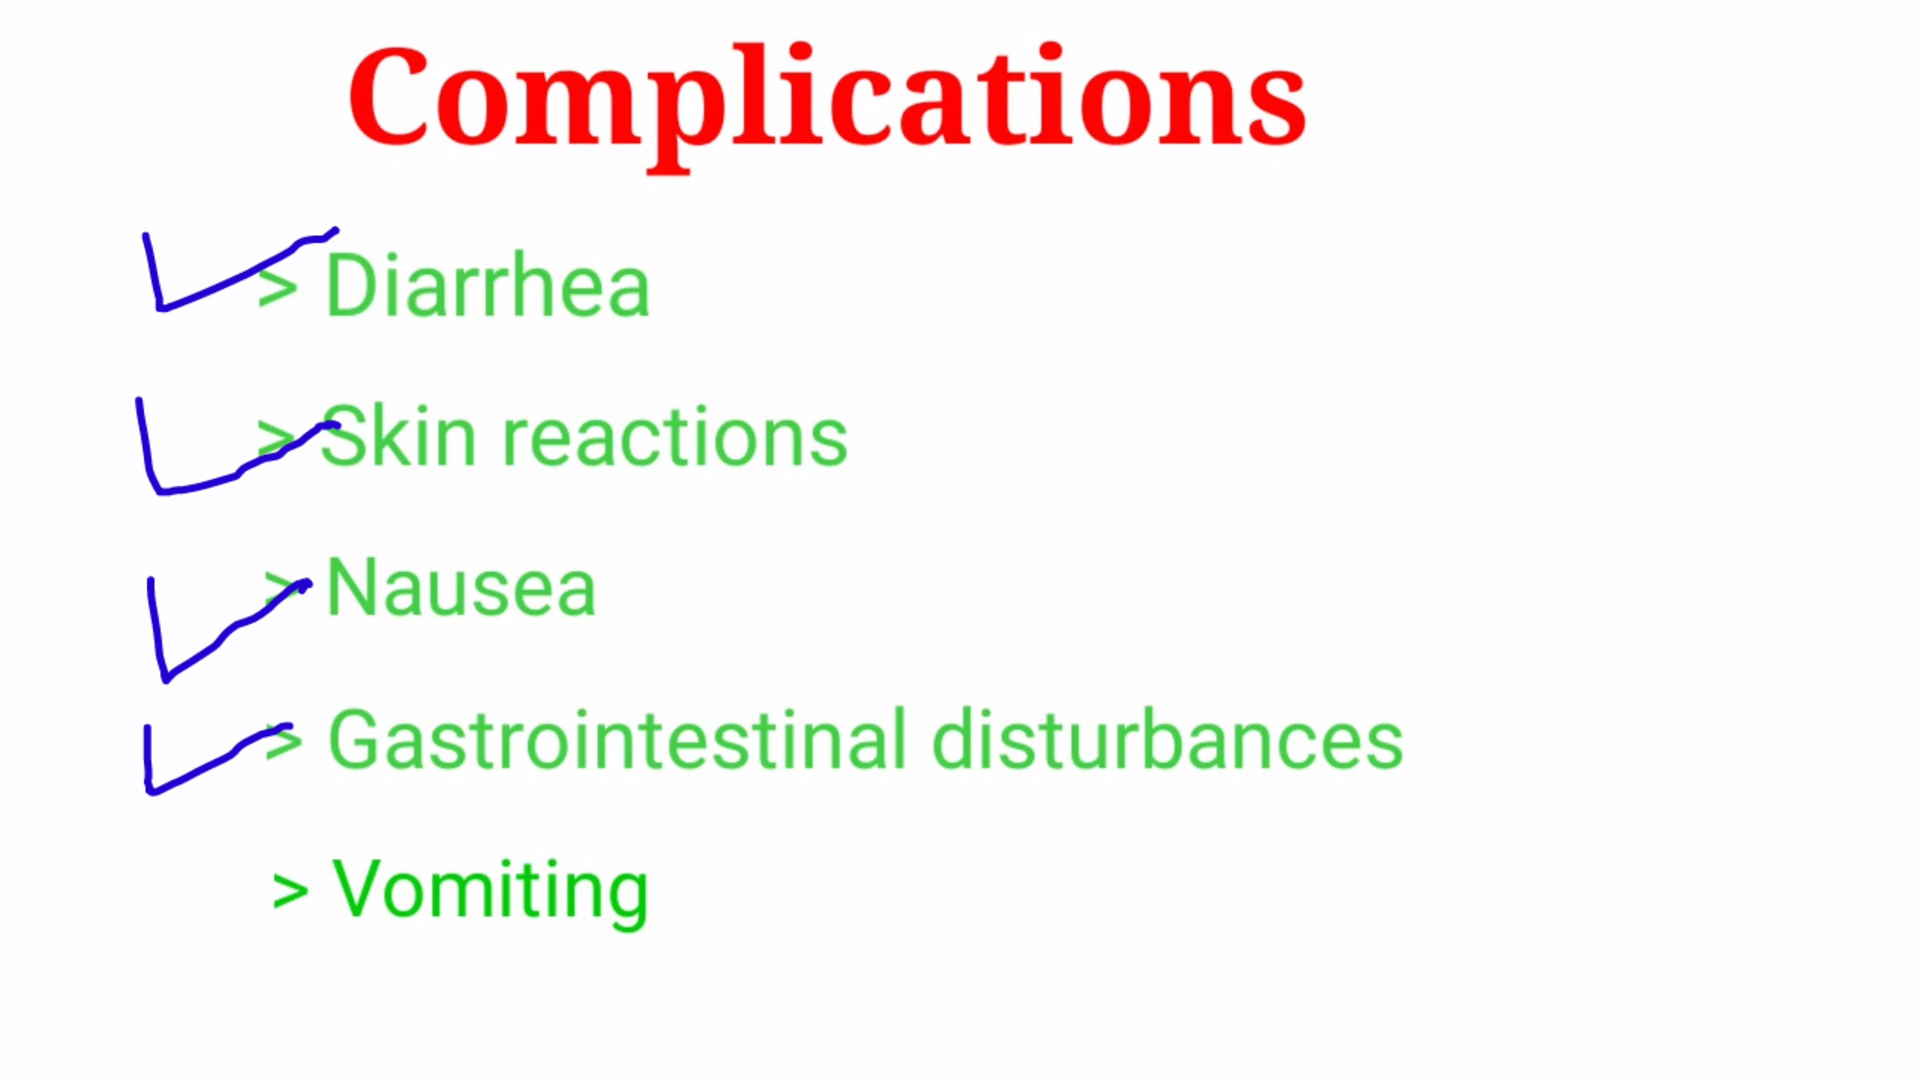 Complications
> Diarrhea
> Skin reactions
> Nausea
> Gastrointestinal disturbances
> Vomiting